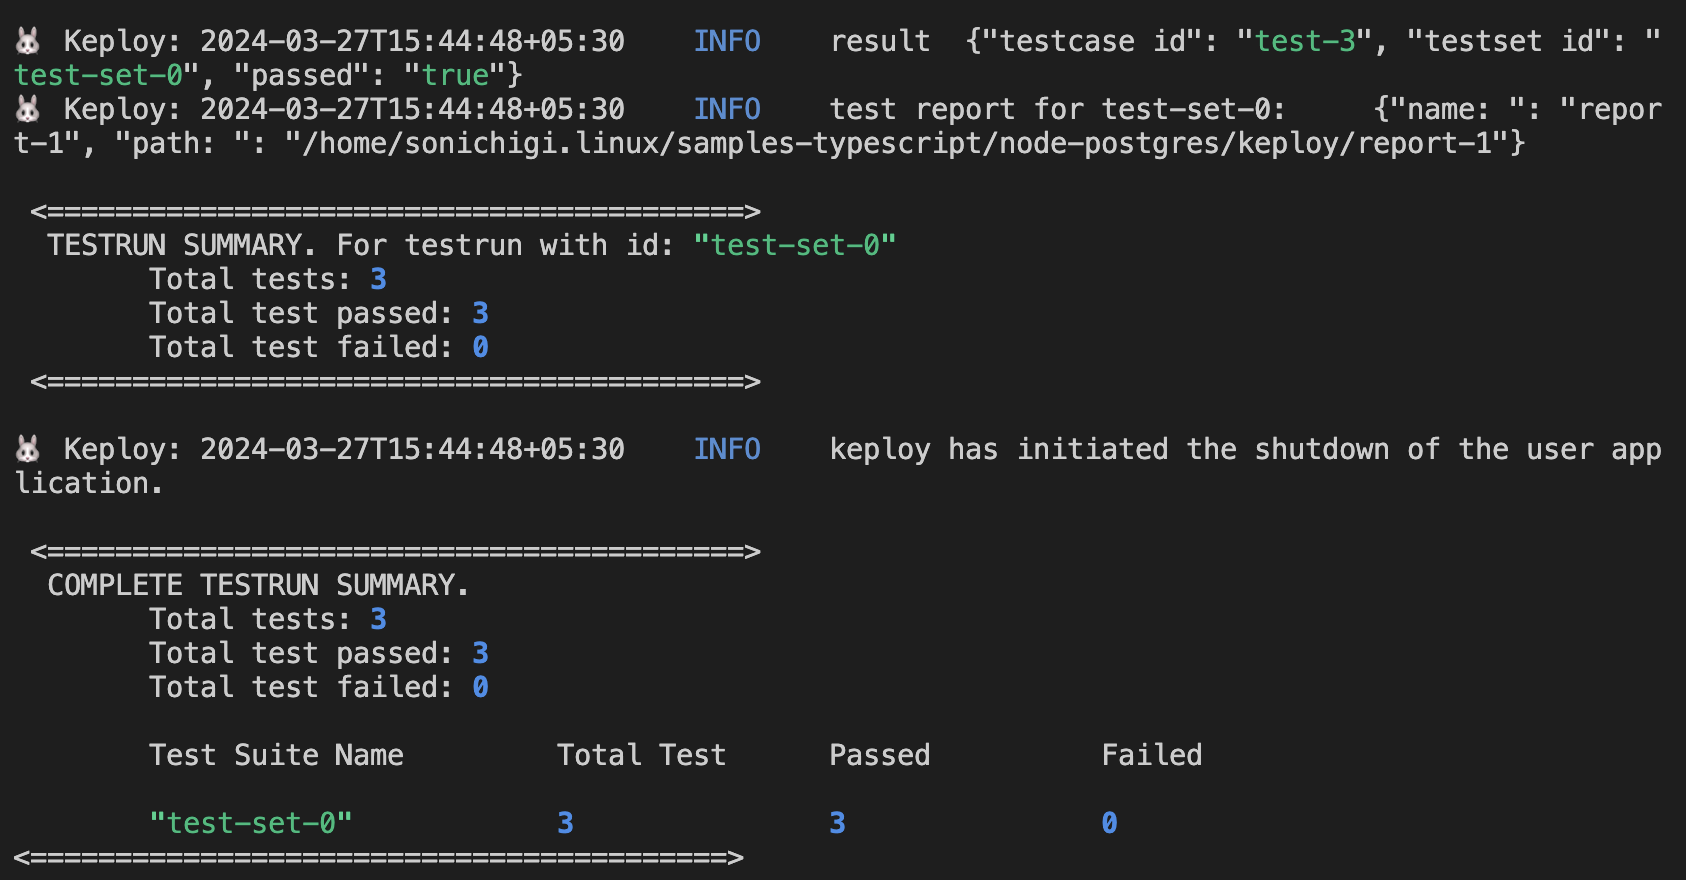 🐰 Keploy: 2024-03-27T15:44:48+05:30    INFO    result  {"testcase id": "test-3", "testset id": "
test-set-0", "passed": "true"}
🐰 Keploy: 2024-03-27T15:44:48+05:30    INFO    test report for test-set-0:     {"name: ": "repor
t-1", "path: ": "/home/sonichigi.linux/samples-typescript/node-postgres/keploy/report-1"}
<=========================================>
TESTRUN SUMMARY. For testrun with id: "test-set-0"
Total tests: 3
Total test passed: 3
Total test failed: 0
<=========================================>
🐰 Keploy: 2024-03-27T15:44:48+05:30    INFO    keploy has initiated the shutdown of the user app
lication.
<=========================================>
COMPLETE TESTRUN SUMMARY.
Total tests: 3
Total test passed: 3
Total test failed: 0
Test Suite Name         Total Test      Passed          Failed
"test-set-0"            3               3               0
<=========================================>